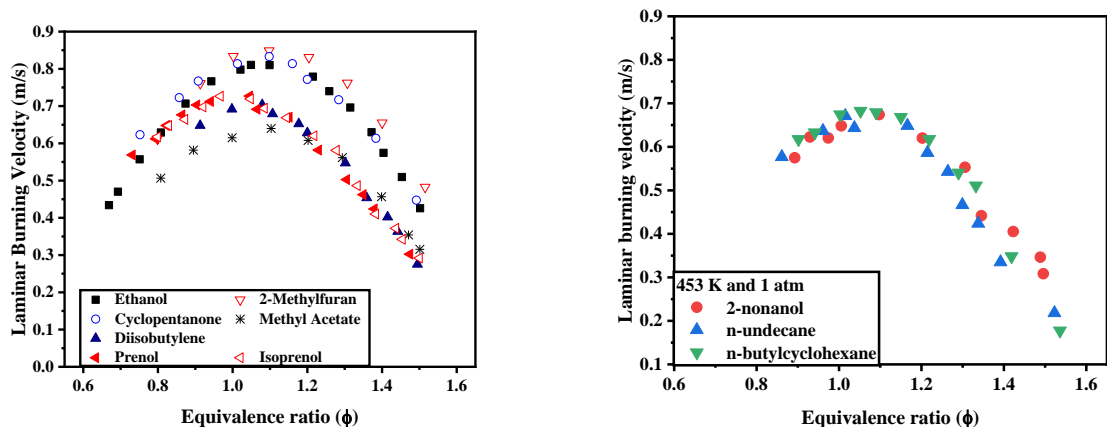 Laminar Burning Velocity (m/s)
0.9
0.8
0.7
0.6
0.5
0.4
0.3
0.2
0.1
0.0
Ethanol
2-Methylfuran
Cyclopentanone
Methyl Acetate
Diisobutylene
Prenol
Isoprenol
0.6 0.8 1.0 1.2 1.4 1.6
Equivalence ratio (ϕ)
Laminar burning velocity (m/s)
0.9
0.8
0.7
0.6
0.5
0.4
0.3
0.2
0.1
453 K and 1 atm
2-nonanol
n-undecane
n-butylcyclohexane
0.6 0.8 1.0 1.2 1.4 1.6
Equivalence ratio (ϕ)